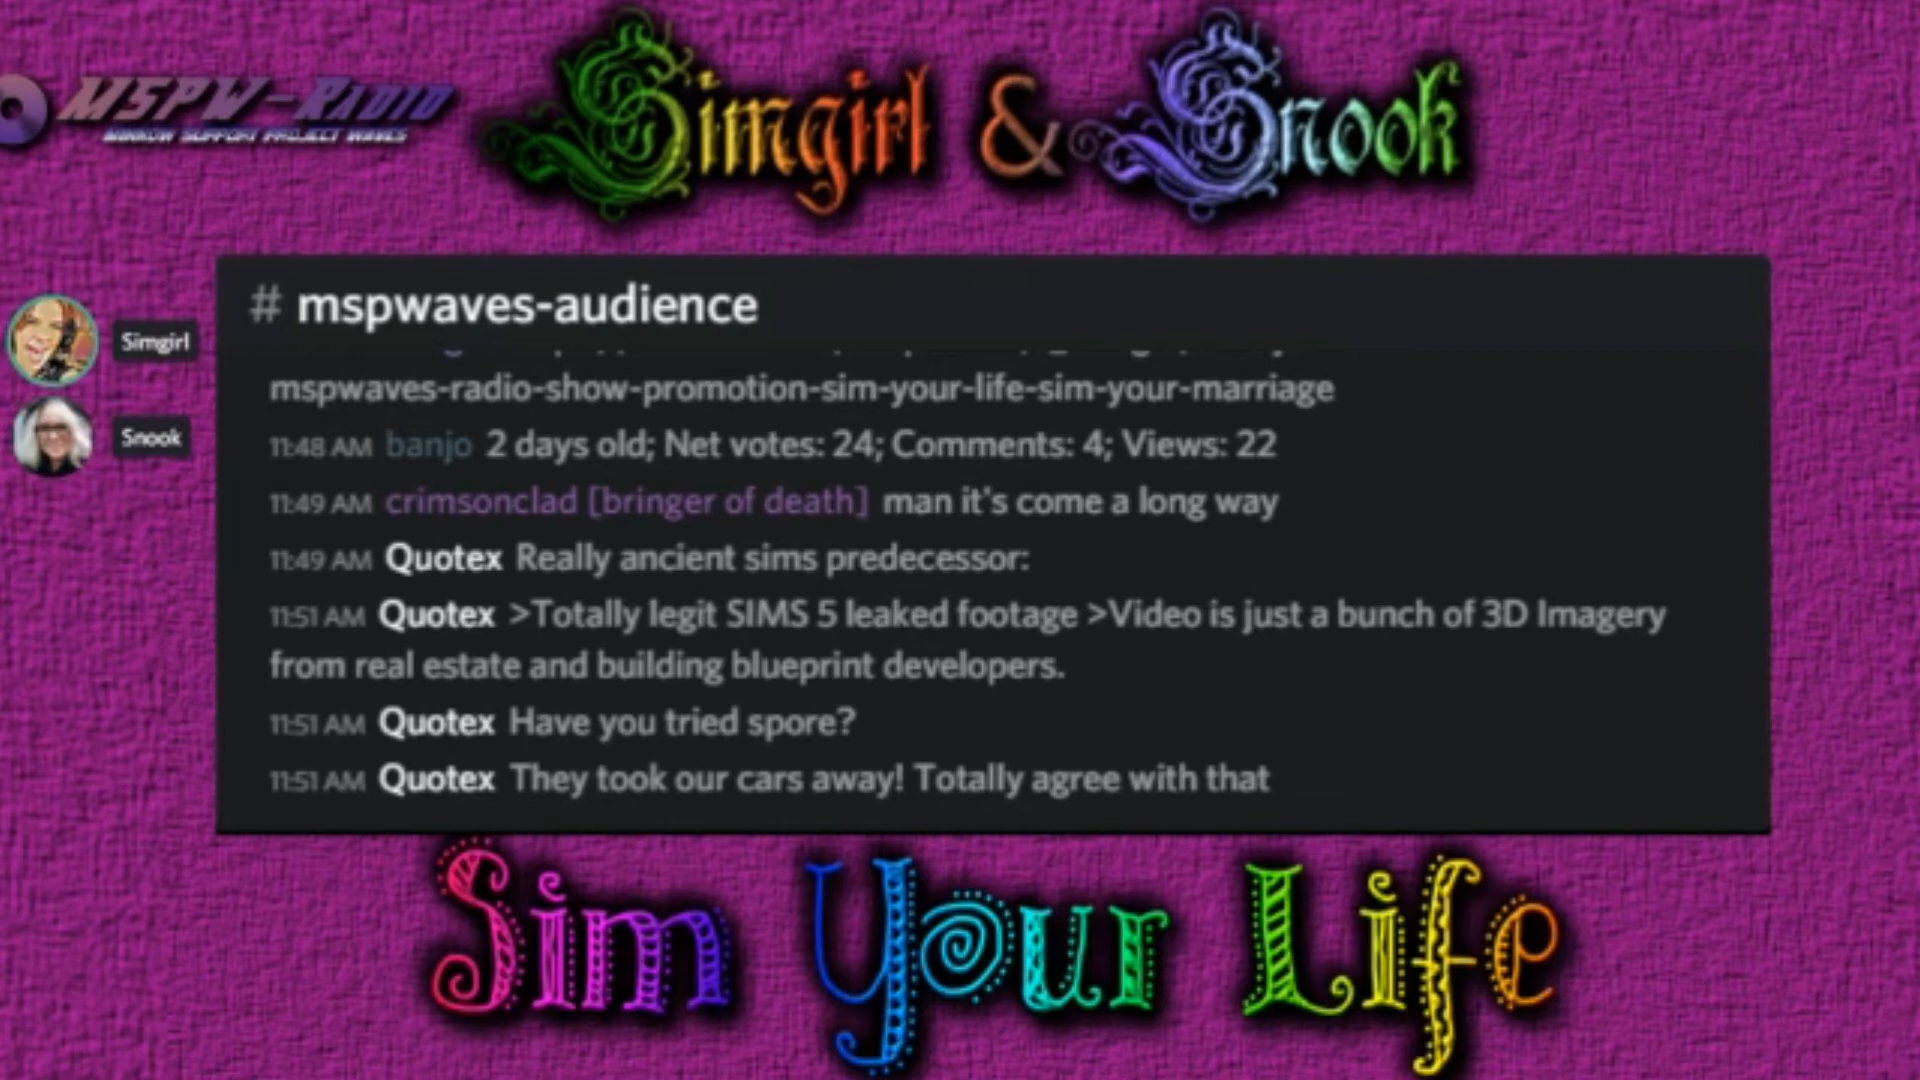 MSPW-Radio
MINNOW SUPPORT PROJECT WAVES
Simgirl & Snook
# mspwaves-audience
Simgirl
mspwaves-radio-show-promotion-sim-your-life-sim-your-marriage
Snook
11:48 AM banjo 2 days old; Net votes: 24; Comments: 4; Views: 22
11:49 AM crimsonclad [bringer of death] man it's come a long way
11:49 AM Quotex Really ancient sims predecessor:
11:51 AM Quotex >Totally legit SIMS 5 leaked footage >Video is just a bunch of 3D Imagery
from real estate and building blueprint developers.
11:51 AM Quotex Have you tried spore?
11:51 AM Quotex They took our cars away! Totally agree with that
Sim Your Life